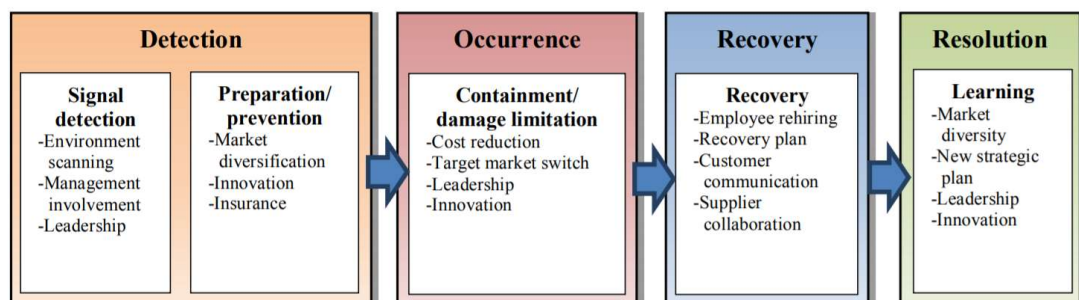 Detection
Signal
detection
-Environment
scanning
-Management
involvement
-Leadership
Preparation/
prevention
-Market
diversification
-Innovation
-Insurance
Occurrence
Containment/
damage limitation
-Cost reduction
-Target market switch
-Leadership
-Innovation
Recovery
Recovery
-Employee rehiring
-Recovery plan
-Customer
communication
-Supplier
collaboration
Resolution
Learning
-Market
diversity
-New strategic
plan
-Leadership
-Innovation